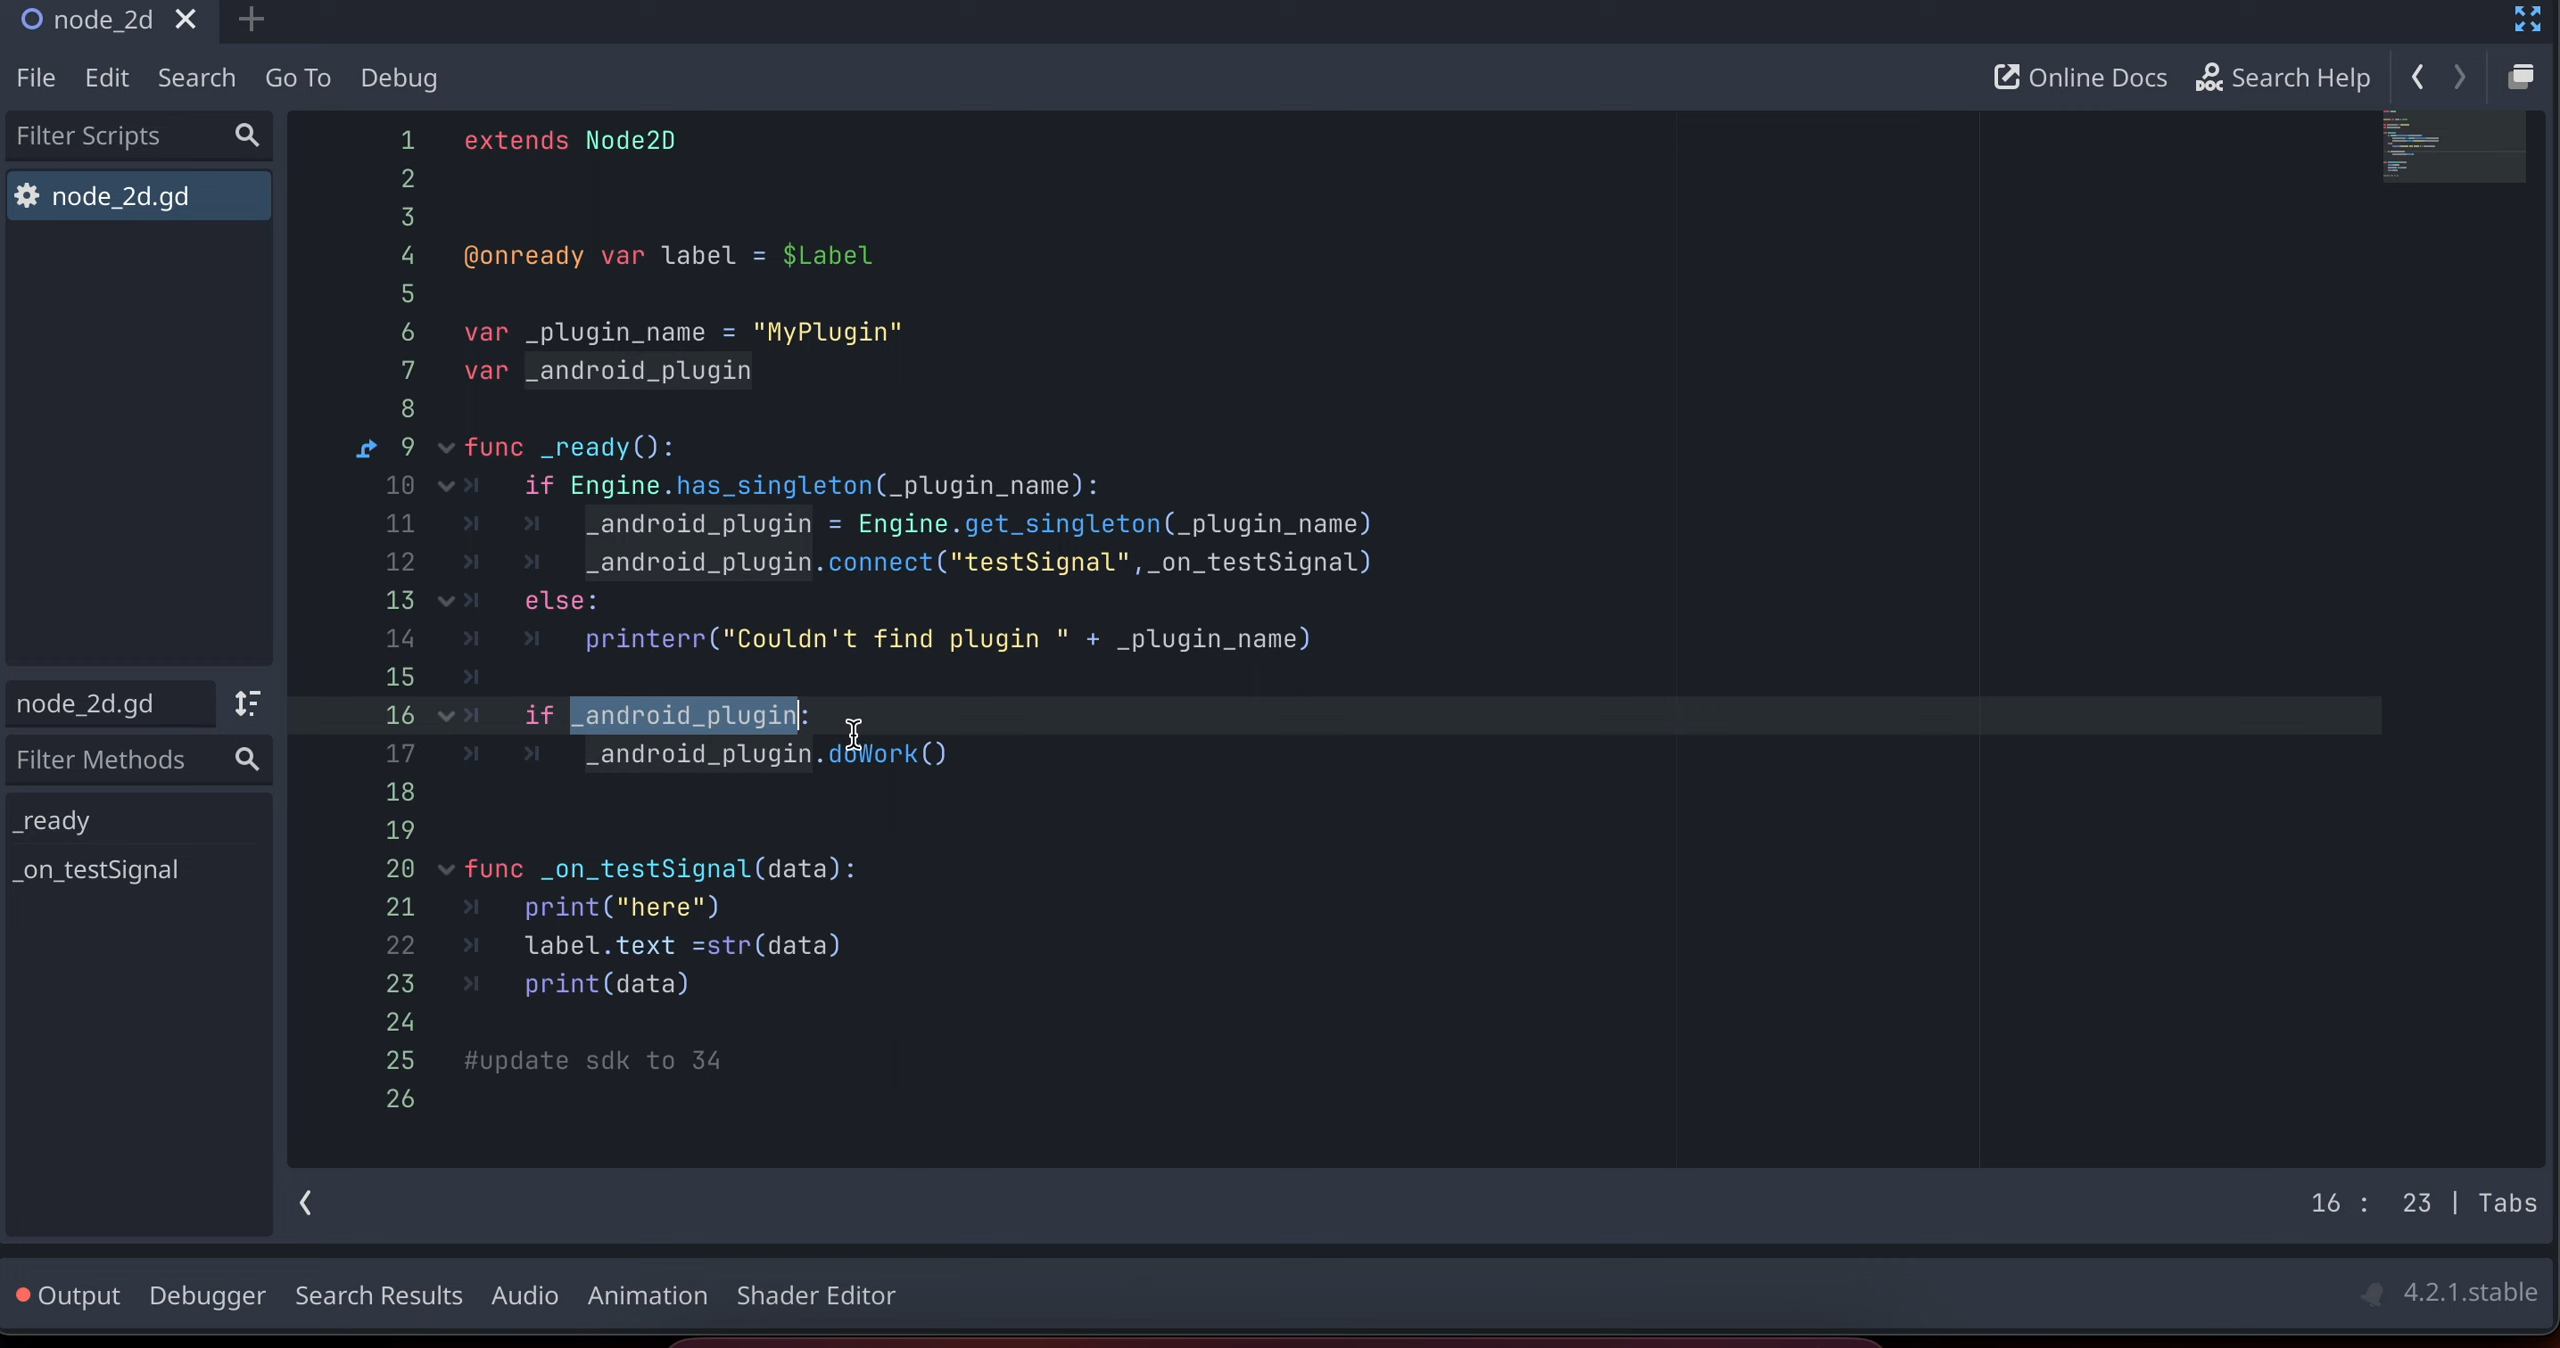 node_2d
File Edit Search Go To Debug Online Docs DOC Search Help
Filter Scripts
node_2d.gd
node_2d.gd
Filter Methods
_ready
_on_testSignal
1 extends Node2D
2
3
4 @onready var label = $Label
5
6 var _plugin_name = "MyPlugin"
7 var _android_plugin
8
9 func _ready():
10 if Engine.has_singleton(_plugin_name):
11 _android_plugin = Engine.get_singleton(_plugin_name)
12 _android_plugin.connect("testSignal",_on_testSignal)
13 else:
14 printerr("Couldn't find plugin " + _plugin_name)
15
16 if _android_plugin:
17 _android_plugin.doWork()
18
19
20 func _on_testSignal(data):
21 print("here")
22 label.text =str(data)
23 print(data)
24
25 #update sdk to 34
26
16 : 23 | Tabs
Output Debugger Search Results Audio Animation Shader Editor 4.2.1.stable